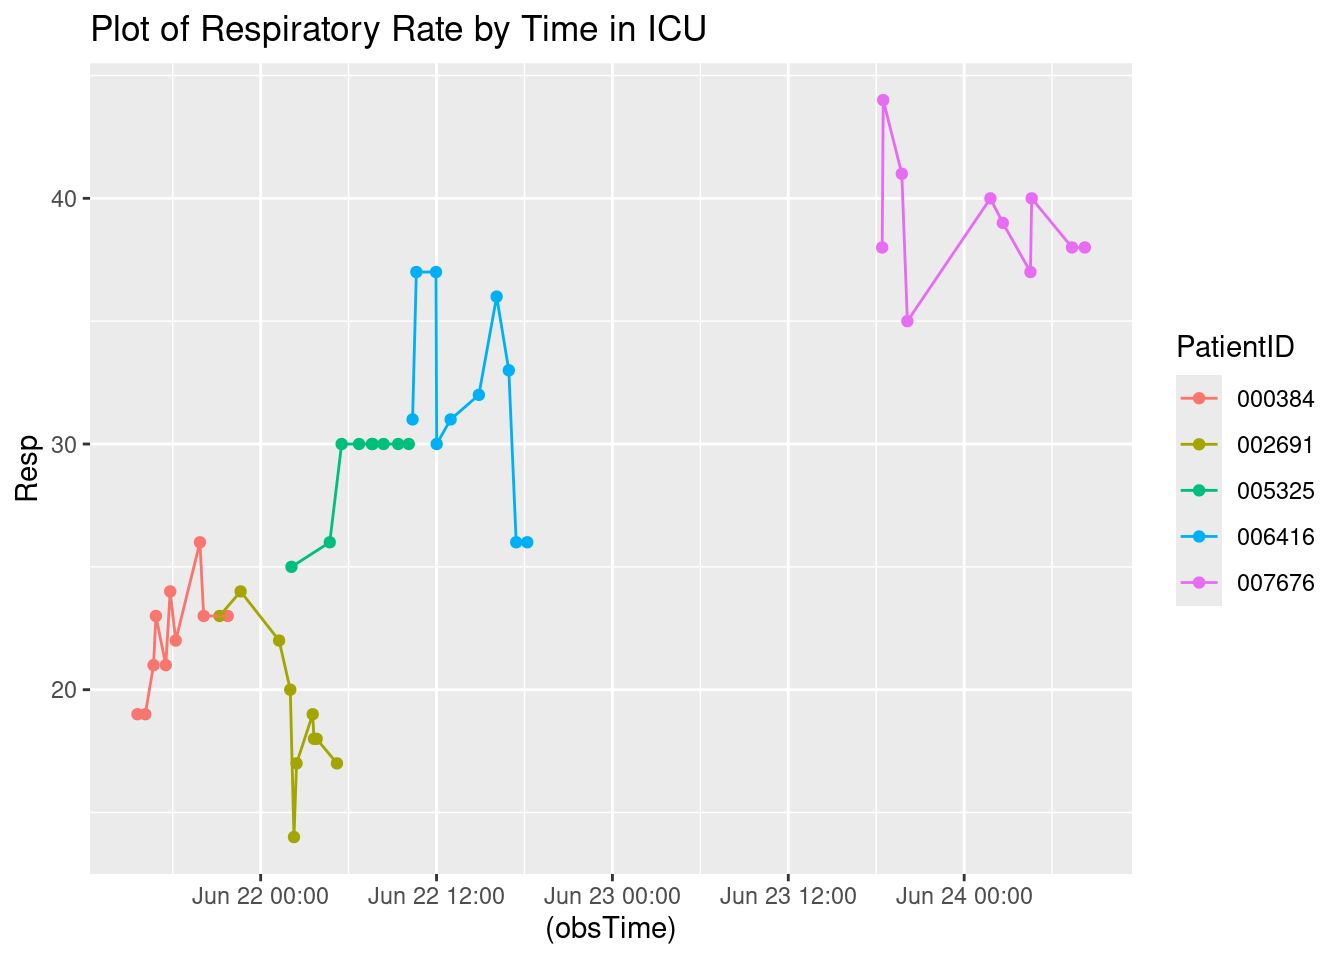 Plot of Respiratory Rate by Time in ICU
Resp
40
30
20
Jun 22 00:00 Jun 22 12:00 Jun 23 00:00 Jun 23 12:00 Jun 24 00:00
(obsTime)
PatientID
000384
002691
005325
006416
007676